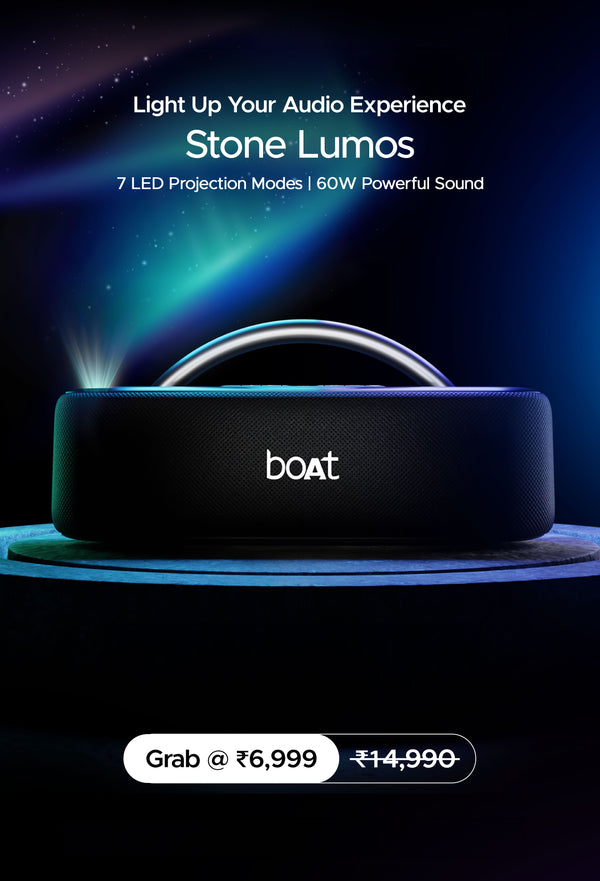 Light Up Your Audio Experience
Stone Lumos
7 LED Projection Modes | 60W Powerful Sound
boAt
Grab @ ₹6,999 ₹14,990